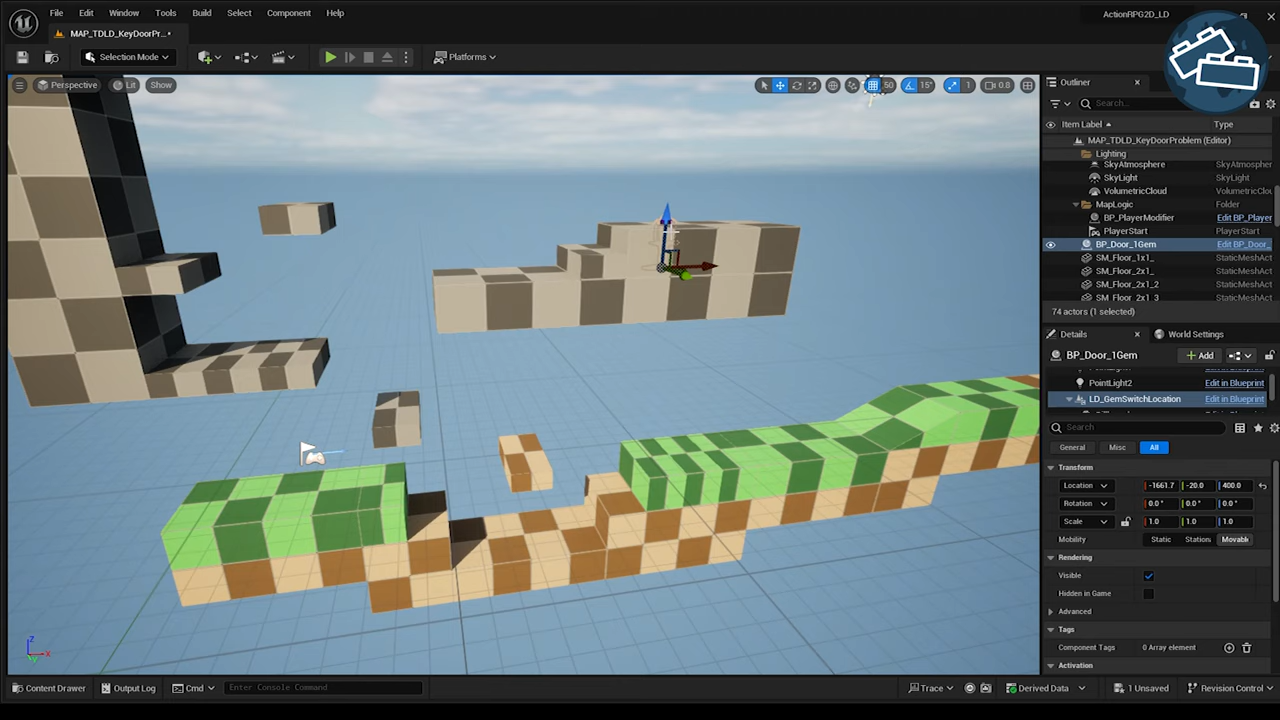 File Edit Window Tools Build Select Component Help
ActionRPG2D_LD
MAP_TDLD_KeyDoorPr...•
Selection Mode
Platforms
Perspective Lit Show
50 15° 1 0.8
Outliner
Search...
Item Label Type
MAP_TDLD_KeyDoorProblem (Editor)
Lighting
SkyAtmosphere SkyAtmospher
SkyLight SkyLight
VolumetricCloud VolumetricClo
MapLogic Folder
BP_PlayerModifier Edit BP_Player
PlayerStart PlayerStart
BP_Door_1Gem Edit BP_Door_
SM_Floor_1x1_ StaticMeshAct
SM_Floor_2x1_ StaticMeshAct
SM_Floor_2x1_2 StaticMeshAct
SM_Floor_2x1_3 StaticMeshAct
74 actors (1 selected)
Details World Settings
BP_Door_1Gem Add
Edit in Blueprint
PointLight2 Edit in Blueprint
LD_GemSwitchLocation Edit in Blueprint
Search
General Misc All
Transform
Location -1661.7 -20.0 400.0
Rotation 0.0° 0.0° 0.0°
Scale 1.0 1.0 1.0
Mobility Static Station Movable
Rendering
Visible
Hidden in Game
Advanced
Tags
Component Tags 0 Array element
Activation
Z X Y
Content Drawer Output Log Cmd Enter Console Command Trace Derived Data 1 Unsaved Revision Control